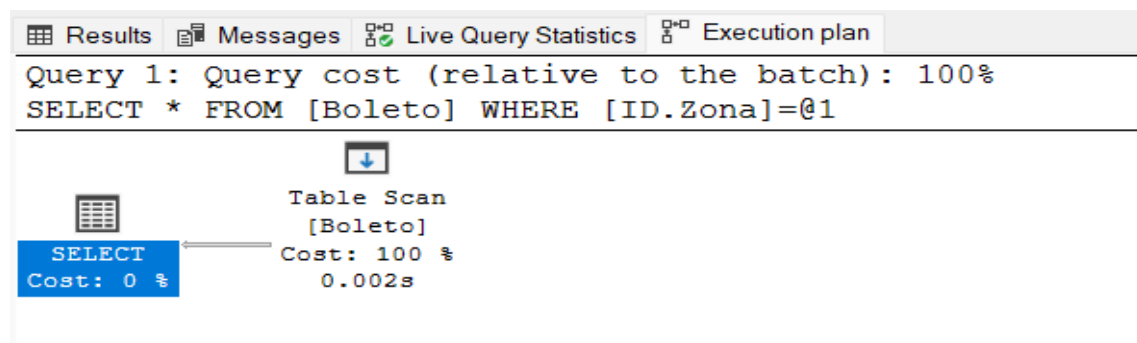 Results Messages Live Query Statistics Execution plan
Query 1: Query cost (relative to the batch): 100%
SELECT * FROM [Boleto] WHERE [ID.Zona]=@1
Table Scan
[Boleto]
Cost: 100 %
0.002s
SELECT
Cost: 0 %